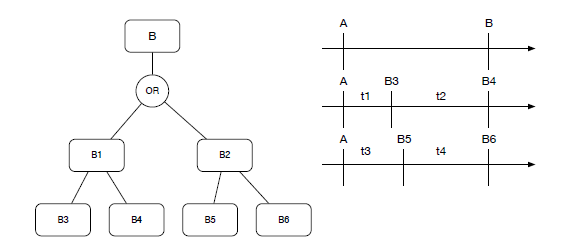 B
OR
B1 B2
B3 B4 B5 B6
A B
A B3 B4
t1 t2
A B5 B6
t3 t4